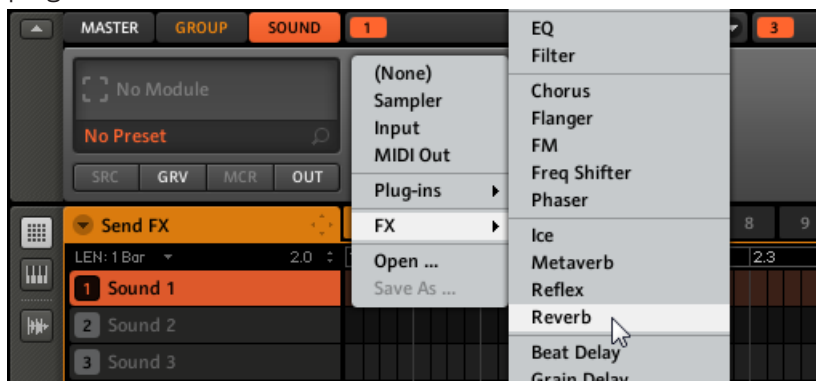 MASTER GROUP SOUND 1 3
No Module
No Preset
SRC GRV MCR OUT
(None)
Sampler
Input
MIDI Out
Plug-ins
FX
Open ...
Save As ...
EQ
Filter
Chorus
Flanger
FM
Freq Shifter
Phaser
Ice
Metaverb
Reflex
Reverb
Beat Delay
Grain Delay
Send FX 8 9
LEN: 1 Bar 2.0 2.3
1 Sound 1
2 Sound 2
3 Sound 3